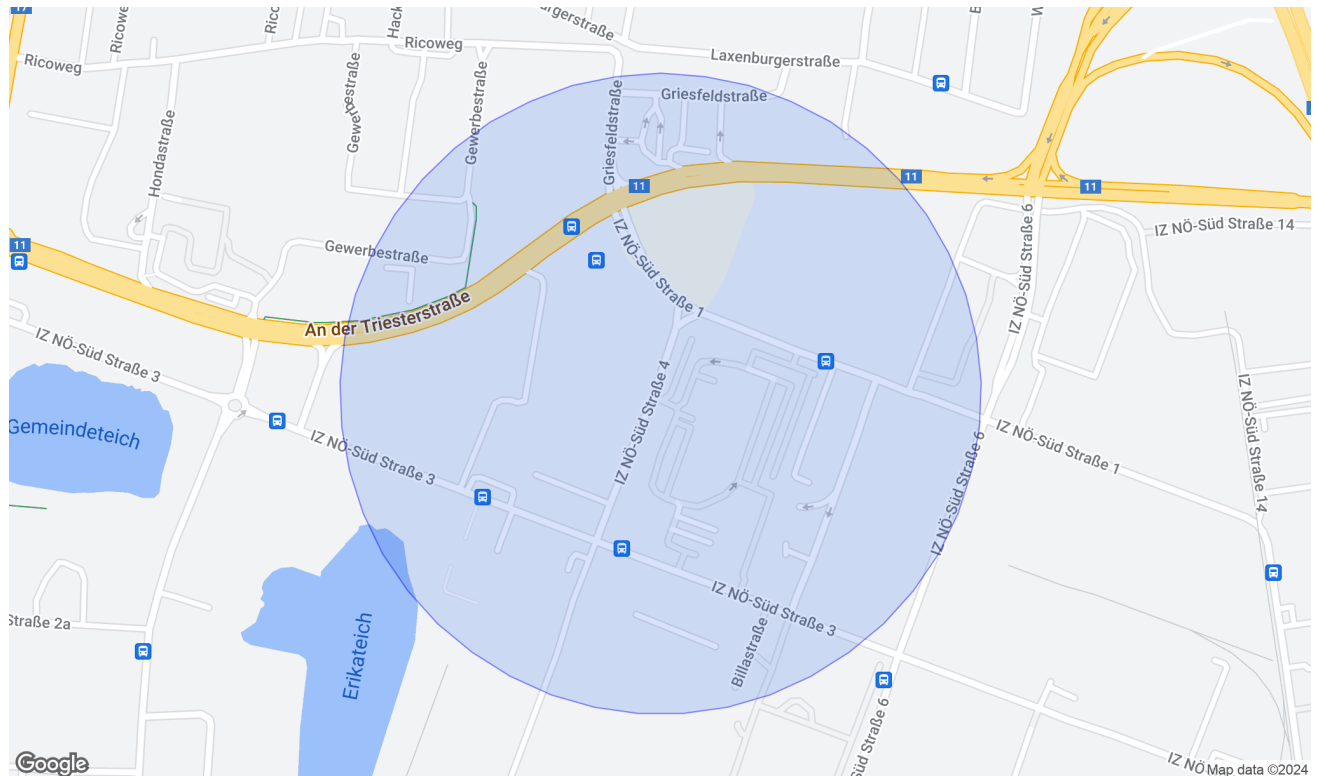 17
Ricoweg
Ricoweg
Ricoweg
Laxenburgerstraße
Griesfeldstraße
Griesfeldstraße
Gewerbestraße
Gewerbestraße
Hondastraße
11
11
11
11
IZ NÖ-Süd Straße 14
Gewerbestraße
IZ NÖ-Süd Straße 1
IZ NÖ-Süd Straße 6
An der Triesterstraße
IZ NÖ-Süd Straße 3
IZ NÖ-Süd Straße 4
IZ NÖ-Süd Straße 14
Gemeindeteich
IZ NÖ-Süd Straße 3
IZ NÖ-Süd Straße 1
IZ NÖ-Süd Straße 6
IZ NÖ-Süd Straße 3
Straße 2a
Erikateich
Billastraße
Süd Straße 6
IZ NÖ
Google
Map data ©2024